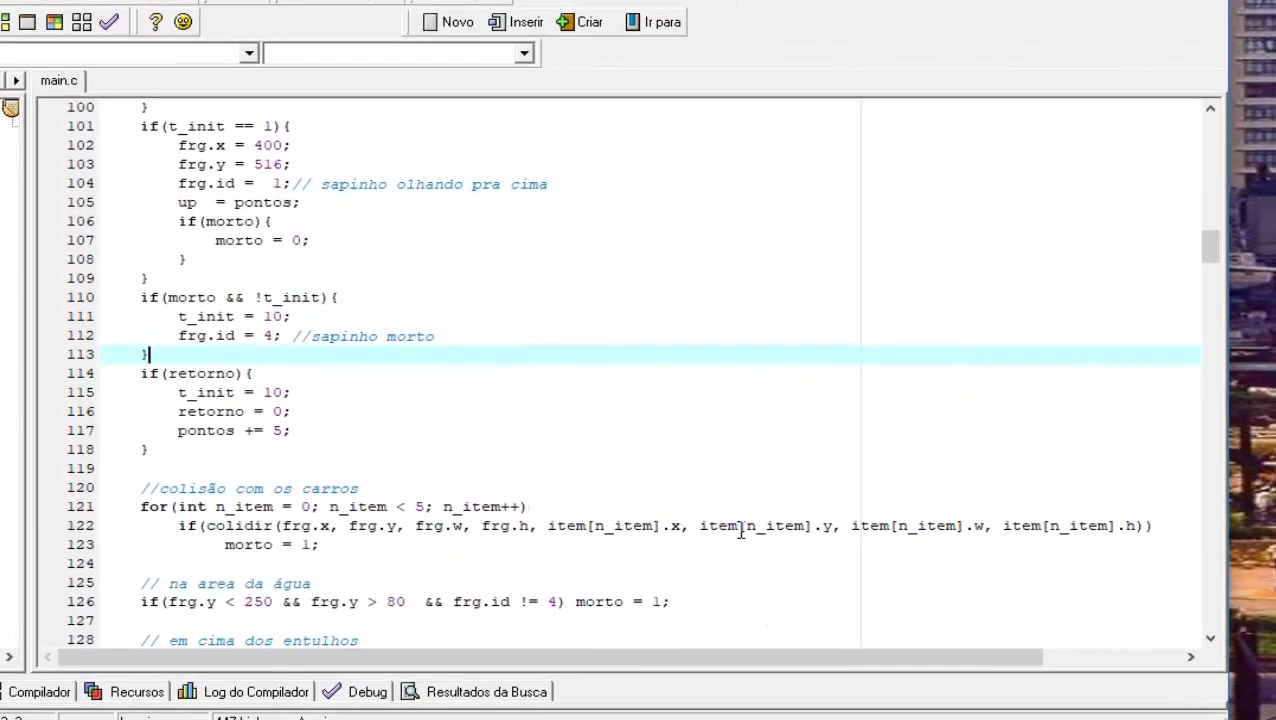 Novo Inserir Criar Ir para
main.c
100 }
101 if(t_init == 1){
102 frg.x = 400;
103 frg.y = 516;
104 frg.id =  1;// sapinho olhando pra cima
105 up  = pontos;
106 if(morto){
107 morto = 0;
108 }
109 }
110 if(morto && !t_init){
111 t_init = 10;
112 frg.id = 4; //sapinho morto
113 }
114 if(retorno){
115 t_init = 10;
116 retorno = 0;
117 pontos += 5;
118 }
119
120 //colisão com os carros
121 for(int n_item = 0; n_item < 5; n_item++)
122 if(colidir(frg.x, frg.y, frg.w, frg.h, item[n_item].x, item[n_item].y, item[n_item].w, item[n_item].h))
123 morto = 1;
124
125 // na area da água
126 if(frg.y < 250 && frg.y > 80  && frg.id != 4) morto = 1;
127
128 // em cima dos entulhos
Compilador Recursos Log do Compilador Debug Resultados da Busca